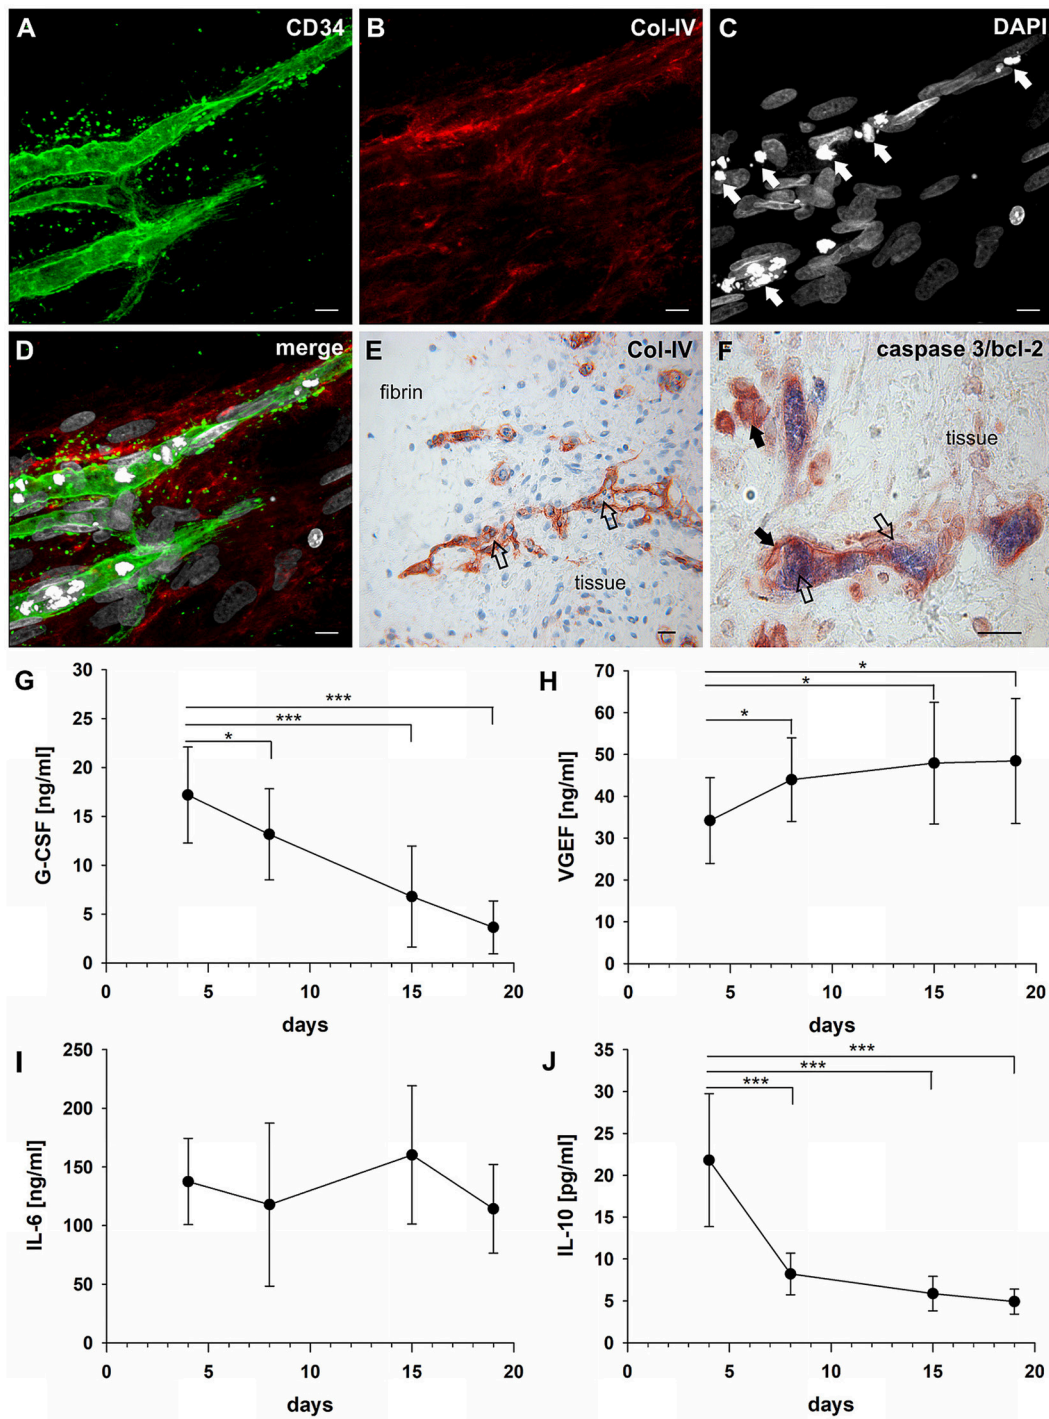 A CD34
B Col-IV
C DAPI
D merge
E Col-IV
fibrin
tissue
F caspase 3/bcl-2
tissue
G
30
25
20
15
10
5
0
G-CSF [ng/ml]
***
***
*
0 5 10 15 20
days
H
70
60
50
40
30
20
10
0
VGEF [ng/ml]
*
*
*
0 5 10 15 20
days
I
250
200
150
100
50
0
IL-6 [ng/ml]
0 5 10 15 20
days
J
35
30
25
20
15
10
5
0
IL-10 [pg/ml]
***
***
***
0 5 10 15 20
days